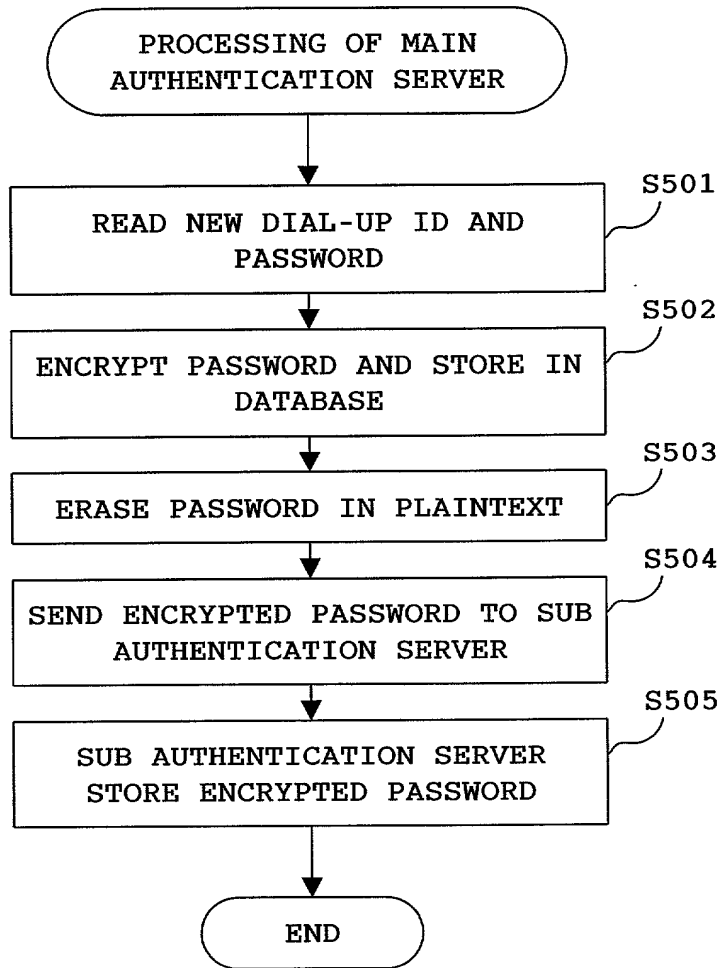 PROCESSING OF MAIN
AUTHENTICATION SERVER
S501
READ NEW DIAL-UP ID AND
PASSWORD
S502
ENCRYPT PASSWORD AND STORE IN
DATABASE
S503
ERASE PASSWORD IN PLAINTEXT
S504
SEND ENCRYPTED PASSWORD TO SUB
AUTHENTICATION SERVER
S505
SUB AUTHENTICATION SERVER
STORE ENCRYPTED PASSWORD
END